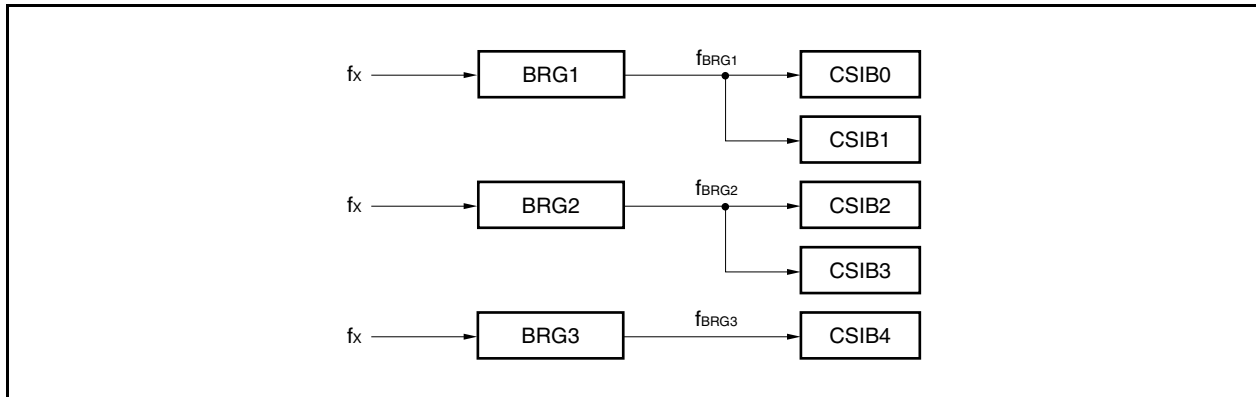 fX BRG1 fBRG1 CSIB0
CSIB1
fX BRG2 fBRG2 CSIB2
CSIB3
fX BRG3 fBRG3 CSIB4